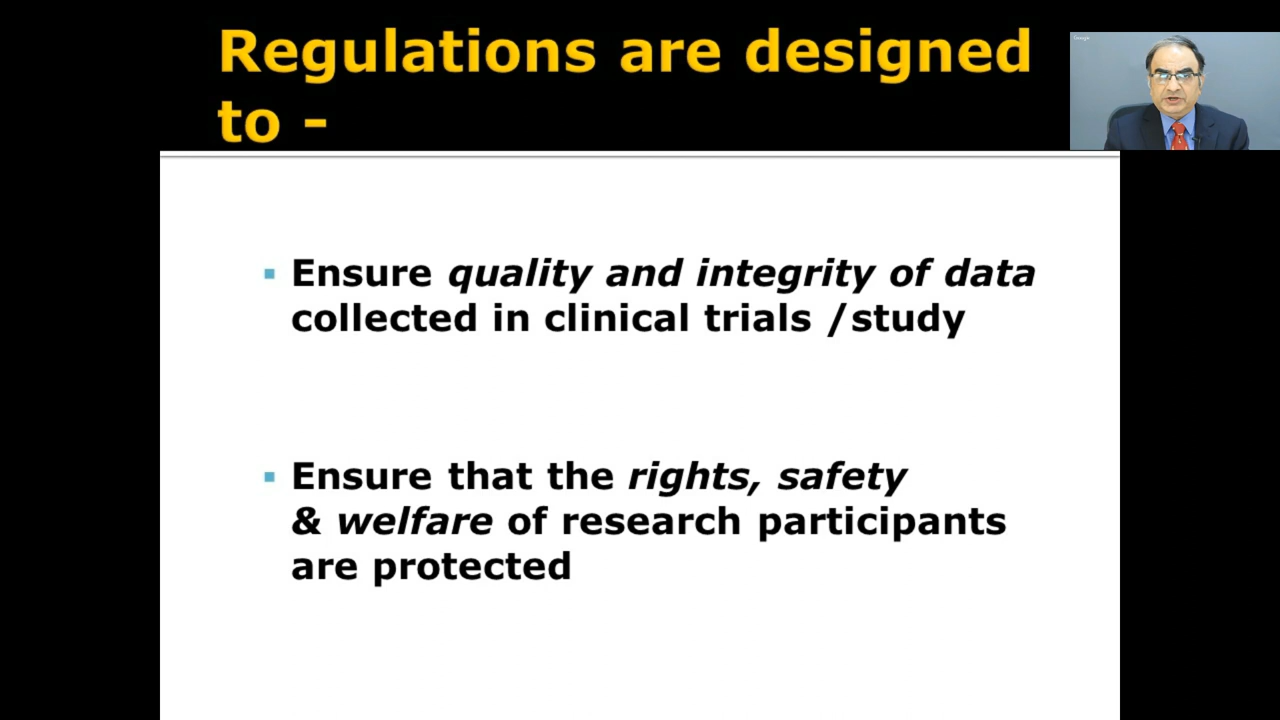 Regulations are designed
to -
Ensure quality and integrity of data
collected in clinical trials /study
Ensure that the rights, safety
& welfare of research participants
are protected